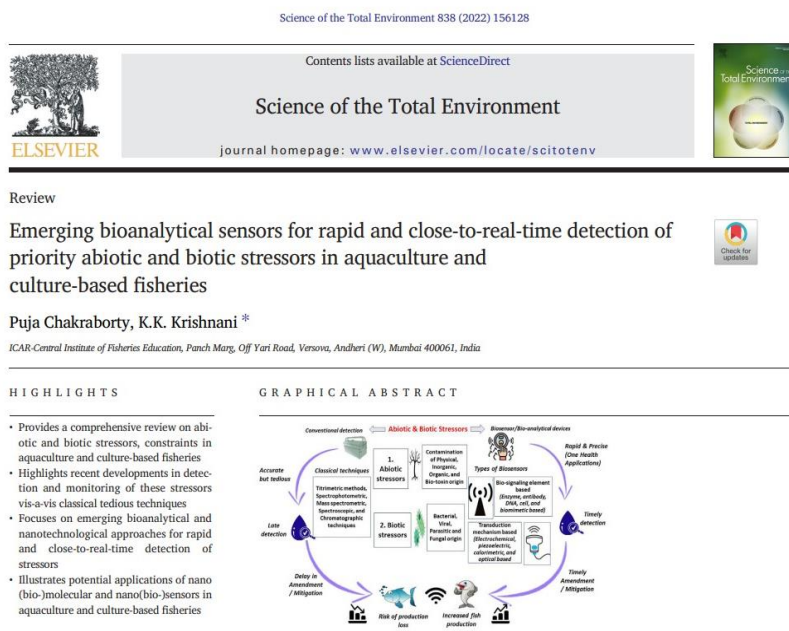 Science of the Total Environment 838 (2022) 156128
Contents lists available at ScienceDirect
Science of the Total Environment
journal homepage: www.elsevier.com/locate/scitotenv
ELSEVIER
Science of the
Total Environment
Review
Emerging bioanalytical sensors for rapid and close-to-real-time detection of
priority abiotic and biotic stressors in aquaculture and
culture-based fisheries
Check for
updates
Puja Chakraborty, K.K. Krishnani *
ICAR-Central Institute of Fisheries Education, Panch Marg, Off Yari Road, Versova, Andheri (W), Mumbai 400061, India
HIGHLIGHTS
• Provides a comprehensive review on abi-
otic and biotic stressors, constraints in
aquaculture and culture-based fisheries
• Highlights recent developments in detec-
tion and monitoring of these stressors
vis-a-vis classical tedious techniques
• Focuses on emerging bioanalytical and
nanotechnological approaches for rapid
and close-to-real-time detection of
stressors
• Illustrates potential applications of nano
(bio-)molecular and nano(bio-)sensors in
aquaculture and culture-based fisheries
GRAPHICAL ABSTRACT
Conventional detection
Abiotic & Biotic Stressors
Biosensor/Bio-analytical devices
Accurate
but tedious
Classical techniques
Titrimetric methods,
Spectrophotometric,
Mass spectrometric,
Spectroscopic, and
Chromatographic
techniques
1.
Abiotic
stressors
Contamination
of Physical,
Inorganic,
Organic, and
Bio-toxin origin
2. Biotic
stressors
Bacterial,
Viral,
Parasitic and
Fungal origin
Types of Biosensors
Bio-signaling element
based
(Enzyme, antibody,
DNA, cell, and
biomimetic based)
Transduction
mechanism based
(Electrochemical,
piezoelectric,
calorimetric, and
optical based
Rapid & Precise
(One Health
Applications)
Late
detection
Timely
detection
Delay in
Amendment
/ Mitigation
Timely
Amendment
/ Mitigation
Risk of production
loss
Increased fish
production